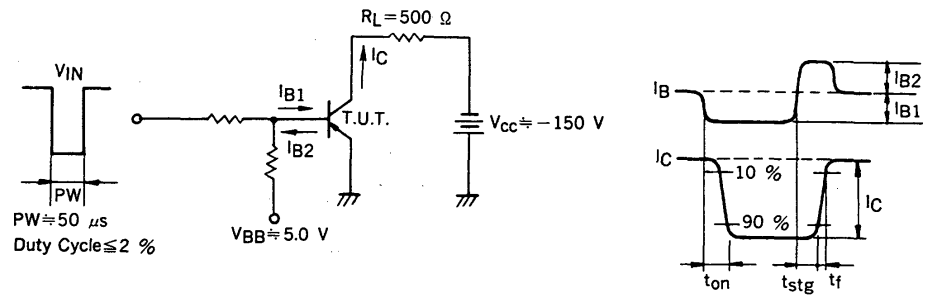 RL=500 Ω
VIN
IC
IB1
T.U.T.
IB2
VCC≒−150 V
PW
PW≒50 μs
Duty Cycle≦2 %
VBB≒5.0 V
IB
IB2
IB1
IC
10 %
90 %
IC
ton
tstg
tf